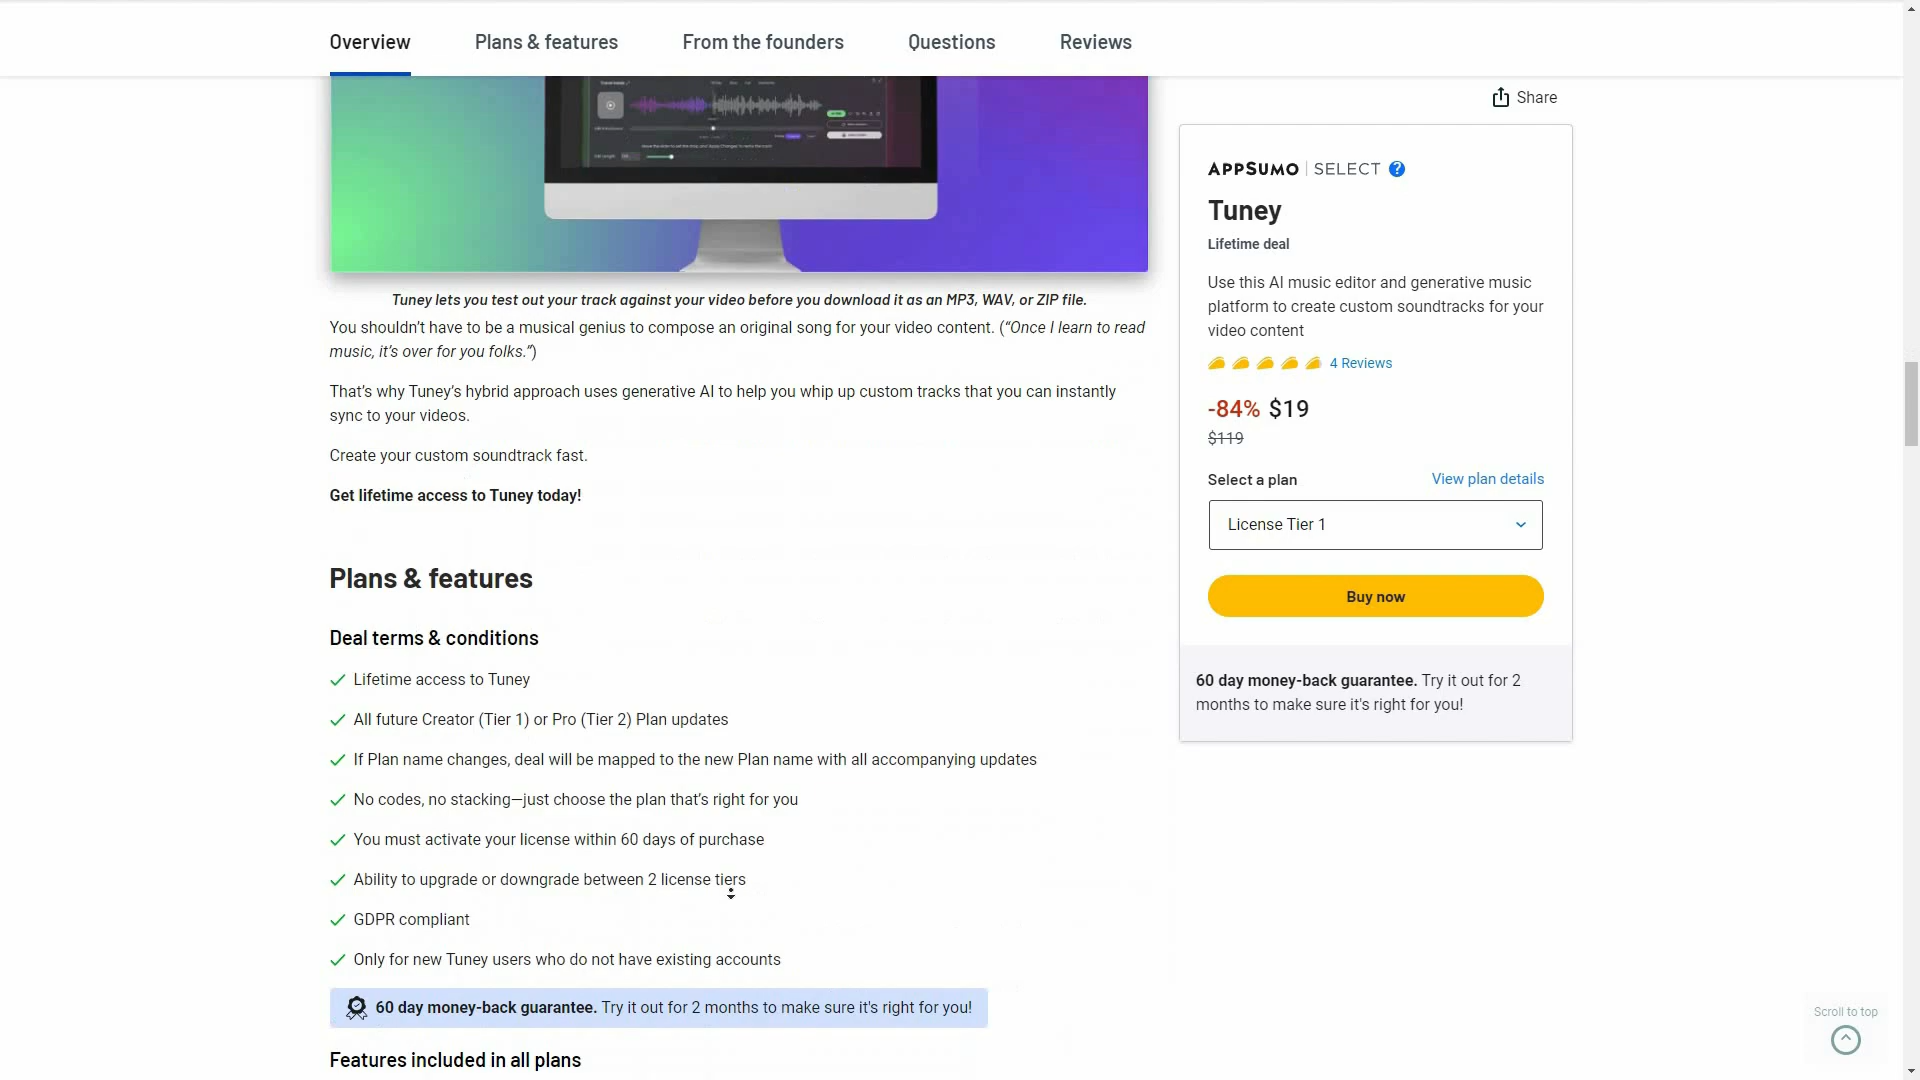 Overview
Plans & features
From the founders
Questions
Reviews
Share
Tuney lets you test out your track against your video before you download it as an MP3, WAV, or ZIP file.
You shouldn’t have to be a musical genius to compose an original song for your video content. (“Once I learn to read
music, it’s over for you folks.”)
That’s why Tuney’s hybrid approach uses generative AI to help you whip up custom tracks that you can instantly
sync to your videos.
Create your custom soundtrack fast.
Get lifetime access to Tuney today!
Plans & features
Deal terms & conditions
Lifetime access to Tuney
All future Creator (Tier 1) or Pro (Tier 2) Plan updates
If Plan name changes, deal will be mapped to the new Plan name with all accompanying updates
No codes, no stacking—just choose the plan that’s right for you
You must activate your license within 60 days of purchase
Ability to upgrade or downgrade between 2 license tiers
GDPR compliant
Only for new Tuney users who do not have existing accounts
60 day money-back guarantee. Try it out for 2 months to make sure it's right for you!
Features included in all plans
APPSUMO | SELECT ?
Tuney
Lifetime deal
Use this AI music editor and generative music
platform to create custom soundtracks for your
video content
4 Reviews
-84% $19
$119
Select a plan
View plan details
License Tier 1
Buy now
60 day money-back guarantee. Try it out for 2
months to make sure it's right for you!
Scroll to top